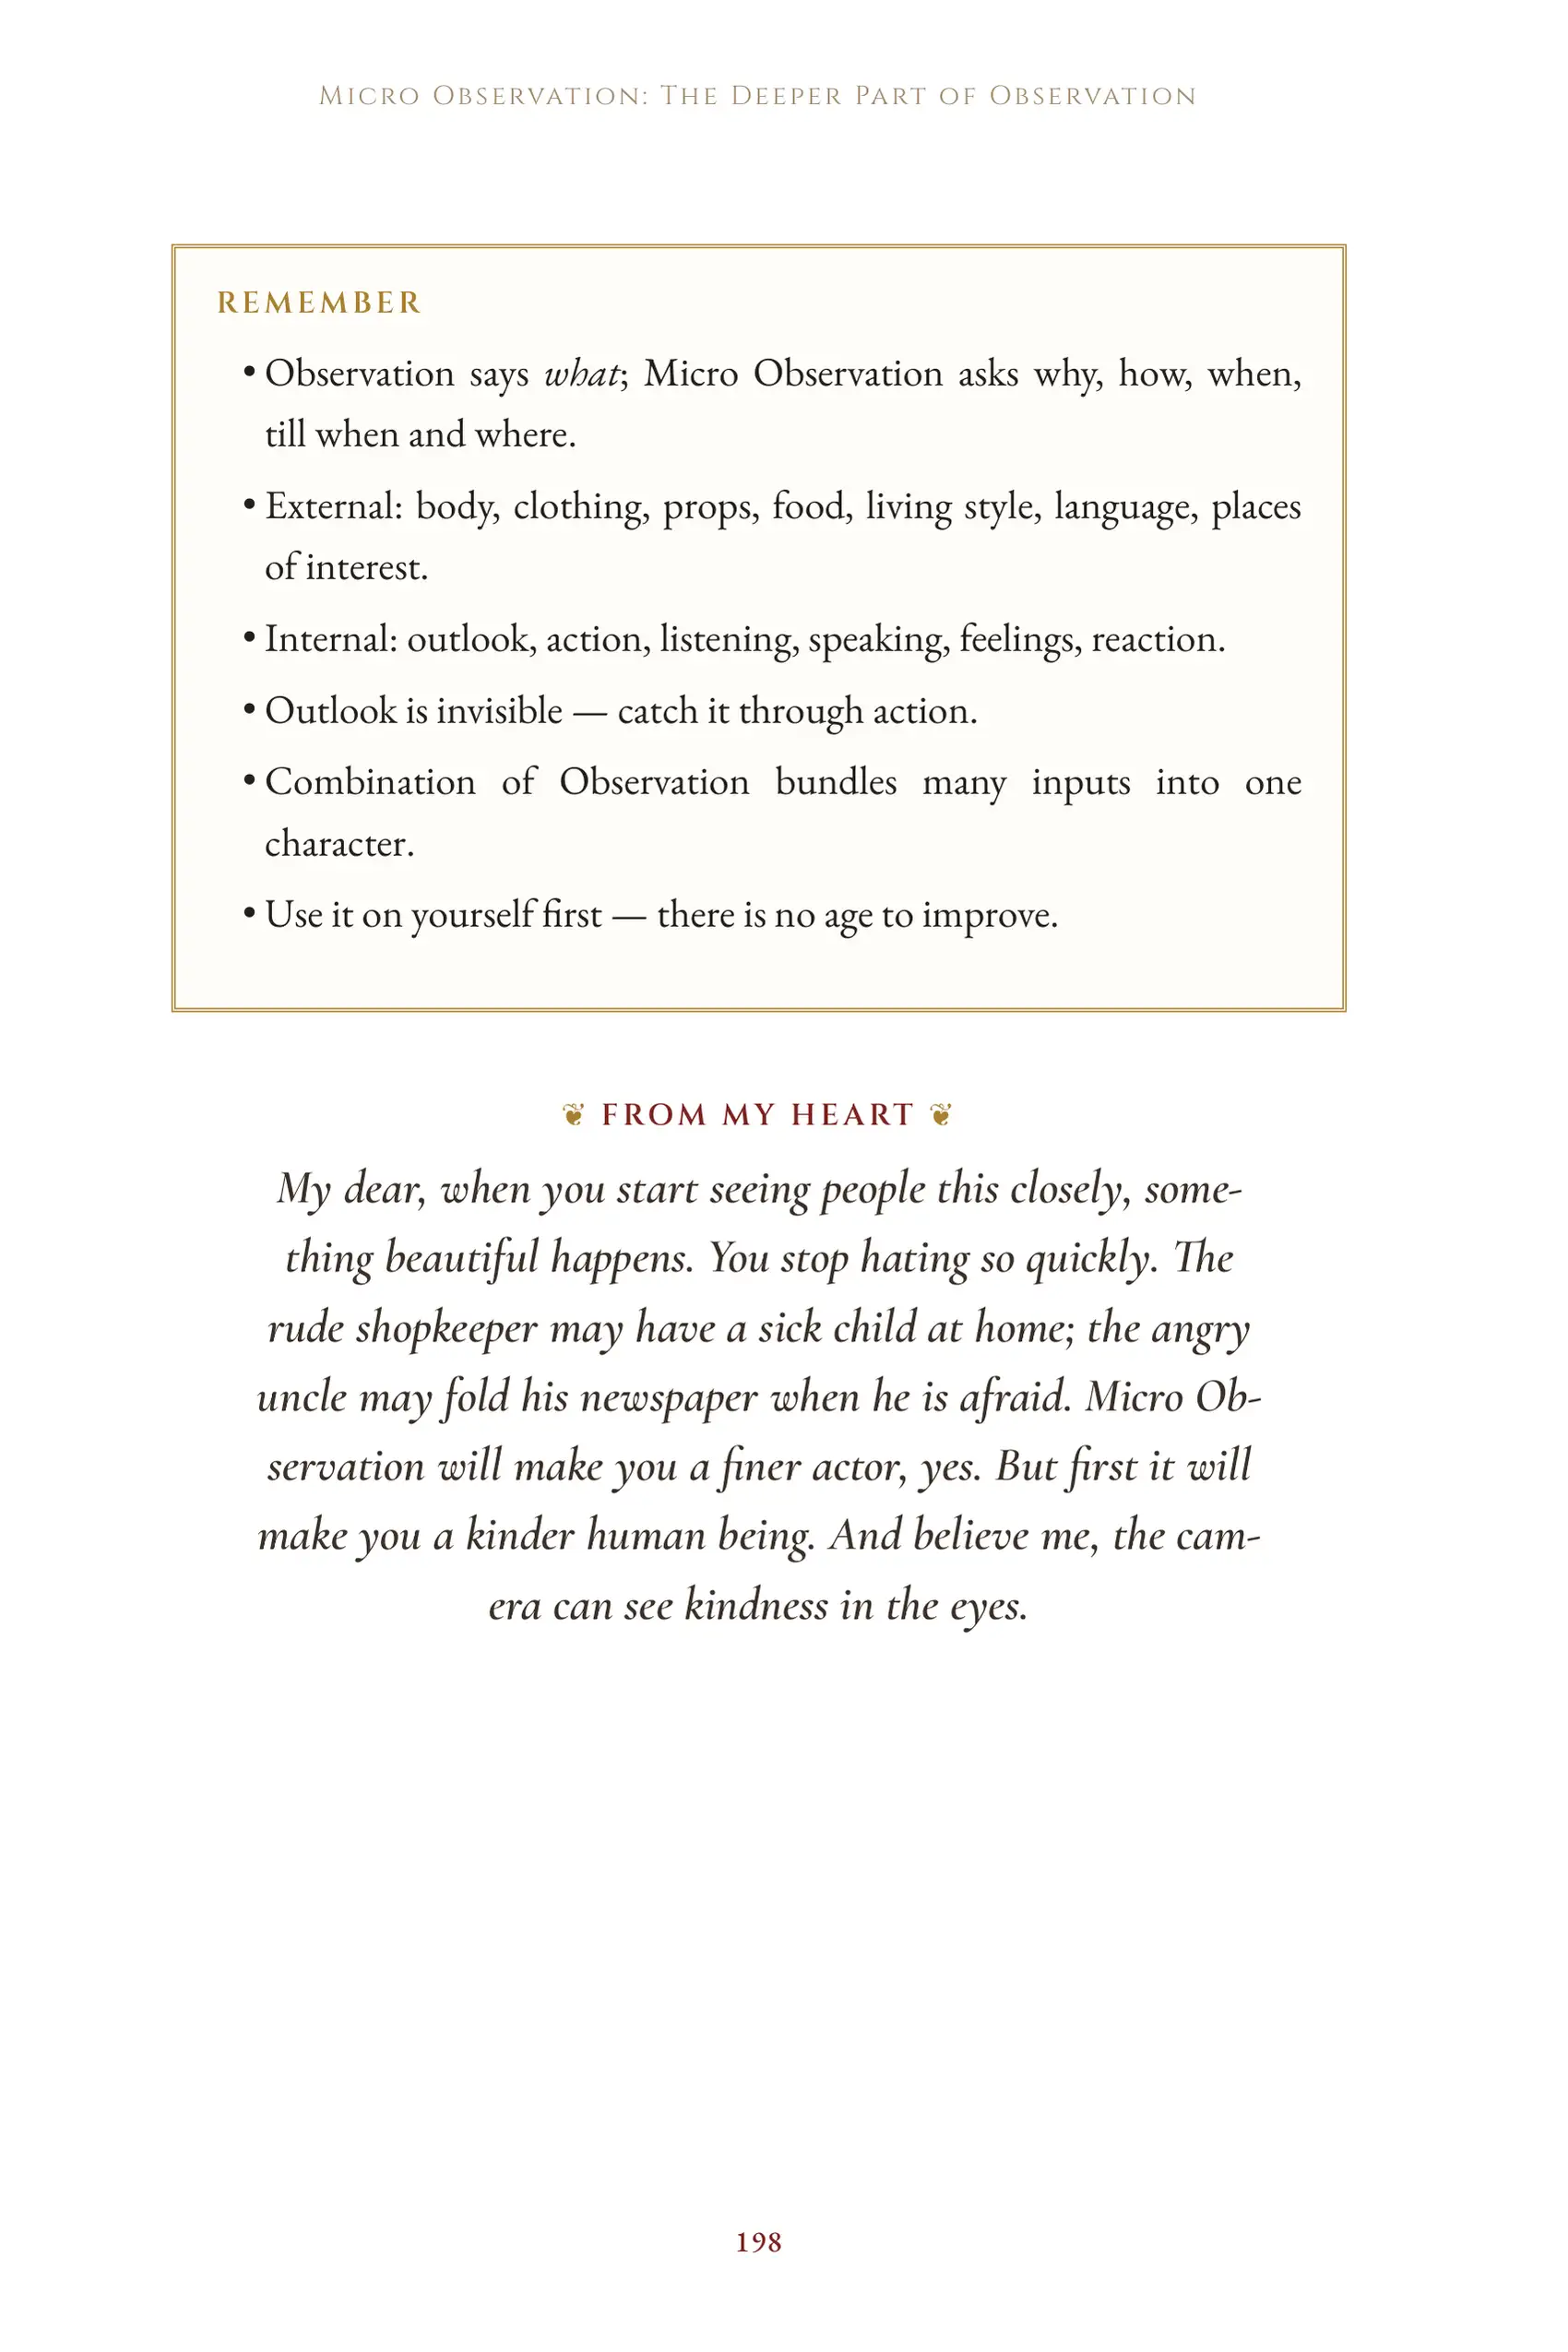 Micro Observation: The Deeper Part of Observation
REMEMBER
• Observation says what; Micro Observation asks why, how, when,
till when and where.
• External: body, clothing, props, food, living style, language, places
of interest.
• Internal: outlook, action, listening, speaking, feelings, reaction.
• Outlook is invisible — catch it through action.
• Combination of Observation bundles many inputs into one
character.
• Use it on yourself first — there is no age to improve.
❦ FROM MY HEART ❦
My dear, when you start seeing people this closely, some-
thing beautiful happens. You stop hating so quickly. The
rude shopkeeper may have a sick child at home; the angry
uncle may fold his newspaper when he is afraid. Micro Ob-
servation will make you a finer actor, yes. But first it will
make you a kinder human being. And believe me, the cam-
era can see kindness in the eyes.
198